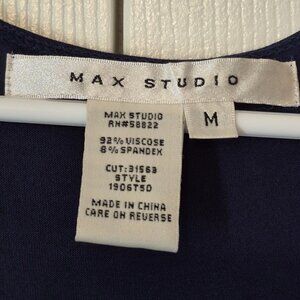 MAX STUDIO
M
MAX STUDIO
RN#58822
92% VISCOSE
8% SPANDEX
CUT: 31563
STYLE
1906T5D
MADE IN CHINA
CARE ON REVERSE